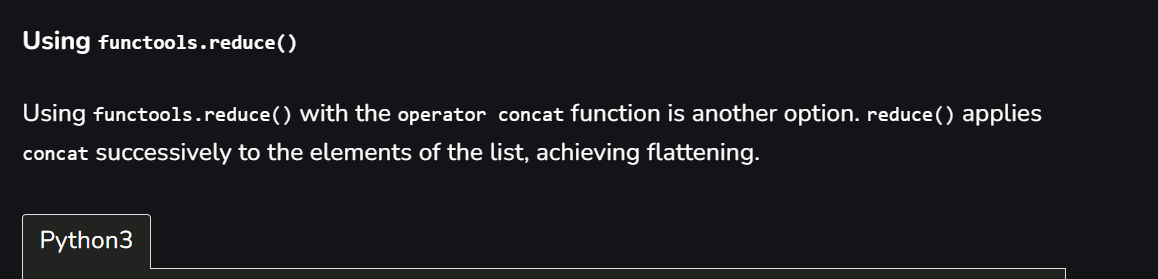 Using functools.reduce()
Using functools.reduce() with the operator concat function is another option. reduce() applies
concat successively to the elements of the list, achieving flattening.
Python3